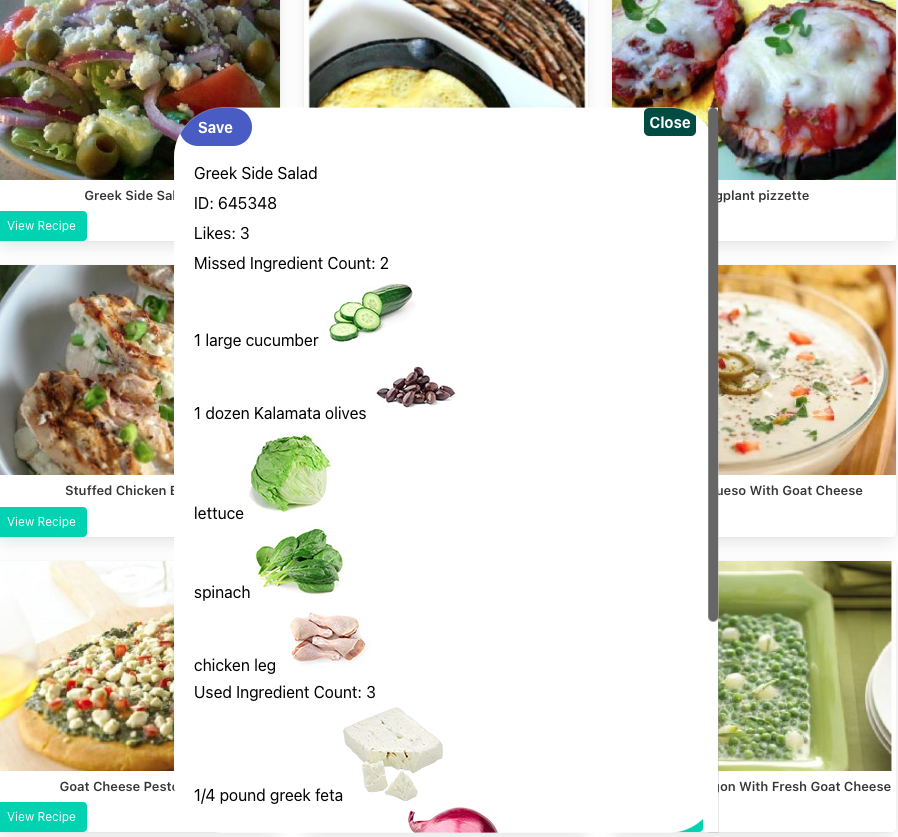 Save
Close
Greek Side Salad
ID: 645348
Likes: 3
Missed Ingredient Count: 2
1 large cucumber
1 dozen Kalamata olives
lettuce
spinach
chicken leg
Used Ingredient Count: 3
1/4 pound greek feta
Greek Side Sal
View Recipe
gplant pizzette
Stuffed Chicken B
View Recipe
ueso With Goat Cheese
Goat Cheese Pesto
View Recipe
gon With Fresh Goat Cheese